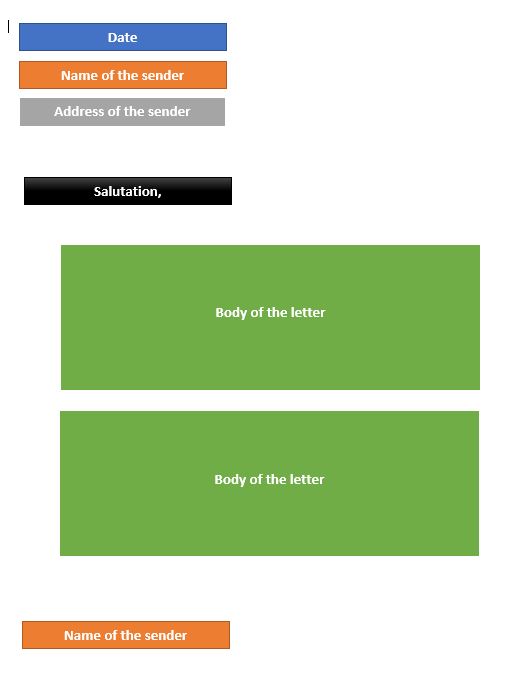 Date
Name of the sender
Address of the sender
Salutation,
Body of the letter
Body of the letter
Name of the sender